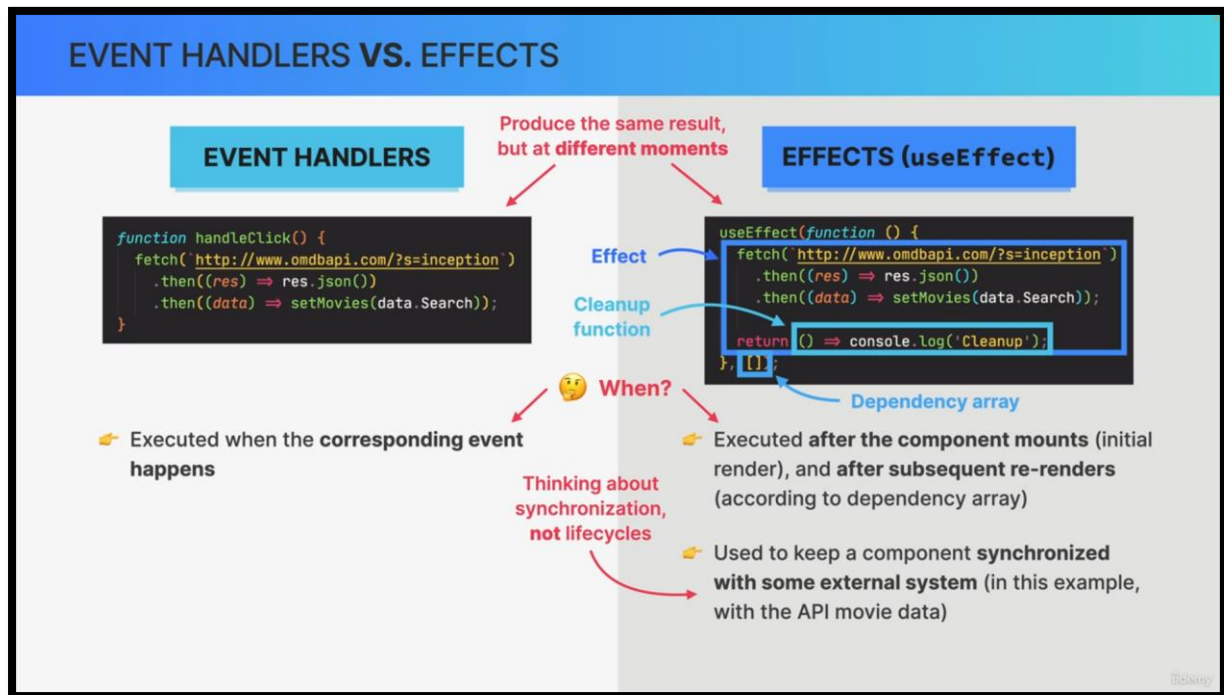 EVENT HANDLERS VS. EFFECTS
Produce the same result,
but at different moments
EVENT HANDLERS
function handleClick() {
fetch(`http://www.omdbapi.com/?s=inception`)
.then((res) ⇒ res.json())
.then((data) ⇒ setMovies(data.Search));
}
EFFECTS (useEffect)
useEffect(function () {
fetch(`http://www.omdbapi.com/?s=inception`)
.then((res) ⇒ res.json())
.then((data) ⇒ setMovies(data.Search));
return () ⇒ console.log('Cleanup');
}, []);
Effect
Cleanup
function
Dependency array
🤔 When?
👉 Executed when the corresponding event
happens
👉 Executed after the component mounts (initial
render), and after subsequent re-renders
(according to dependency array)
Thinking about
synchronization,
not lifecycles
👉 Used to keep a component synchronized
with some external system (in this example,
with the API movie data)
Udemy